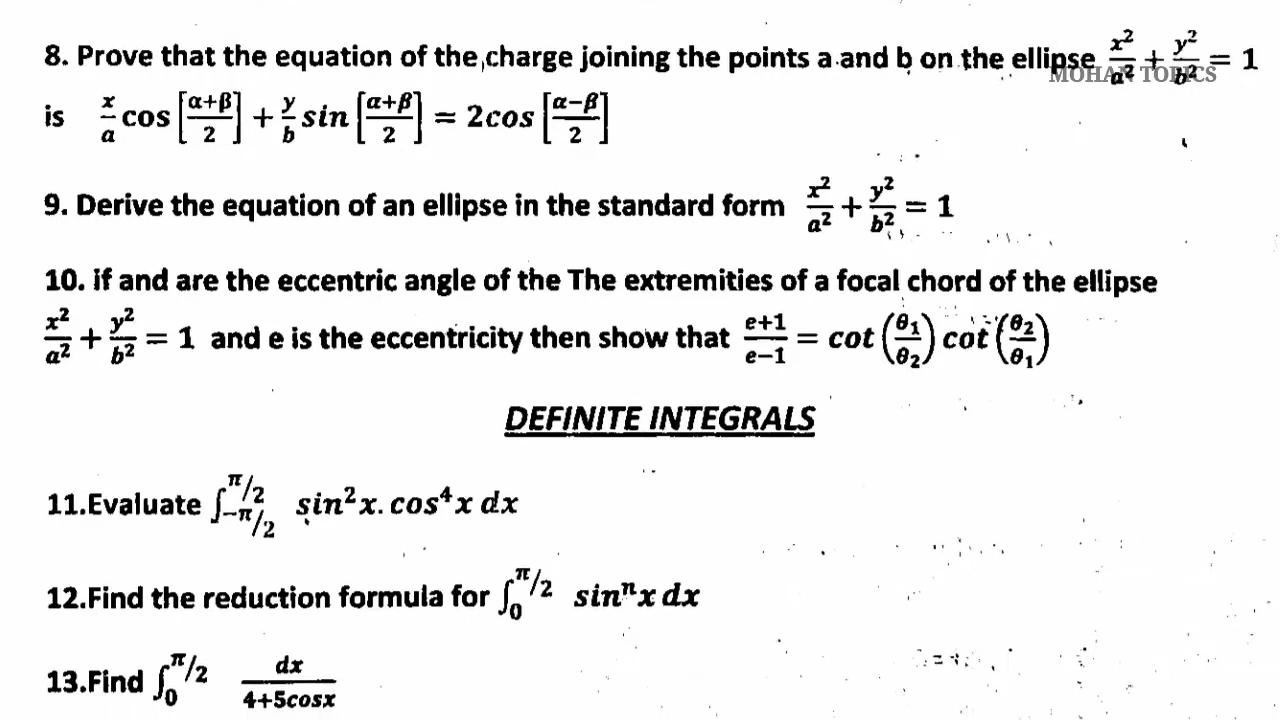 8. Prove that the equation of the charge joining the points a and b on the ellipse x²/a² + y²/b² = 1
MOHAN TOPICS
is x/a cos[α+β/2] + y/b sin[α+β/2] = 2cos[α−β/2]
9. Derive the equation of an ellipse in the standard form x²/a² + y²/b² = 1
10. if and are the eccentric angle of the The extremities of a focal chord of the ellipse
x²/a² + y²/b² = 1 and e is the eccentricity then show that e+1/e−1 = cot(θ₁/θ₂) cot(θ₂/θ₁)
DEFINITE INTEGRALS
11.Evaluate ∫₋π/₂^π/2 sin²x. cos⁴x dx
12.Find the reduction formula for ∫₀^π/2 sinⁿx dx
13.Find ∫₀^π/2 dx/4+5cosx